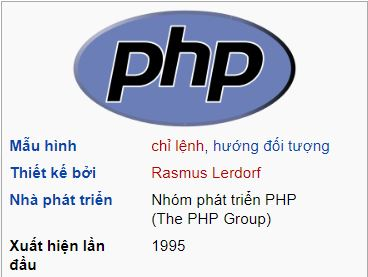 php
Mẫu hình chỉ lệnh, hướng đối tượng
Thiết kế bởi Rasmus Lerdorf
Nhà phát triển Nhóm phát triển PHP
(The PHP Group)
Xuất hiện lần 1995
đầu